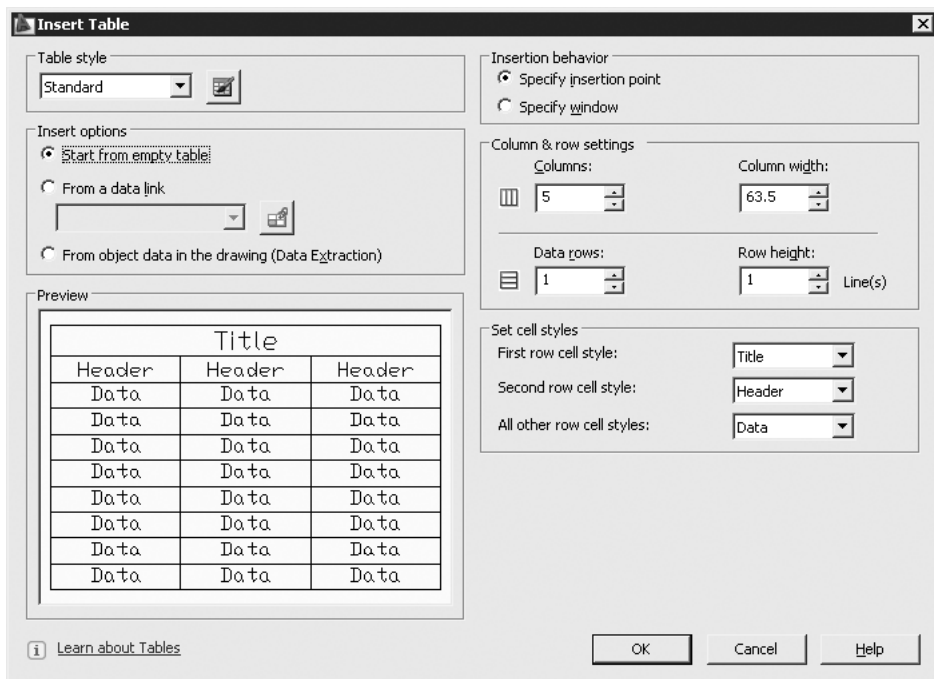 Insert Table
Table style
Standard
Insert options
Start from empty table
From a data link
From object data in the drawing (Data Extraction)
Preview
Title
Header Header Header
Data Data Data
Data Data Data
Data Data Data
Data Data Data
Data Data Data
Data Data Data
Data Data Data
Data Data Data
Insertion behavior
Specify insertion point
Specify window
Column & row settings
Columns: Column width:
5 63.5
Data rows: Row height:
1 1 Line(s)
Set cell styles
First row cell style: Title
Second row cell style: Header
All other row cell styles: Data
Learn about Tables
OK Cancel Help